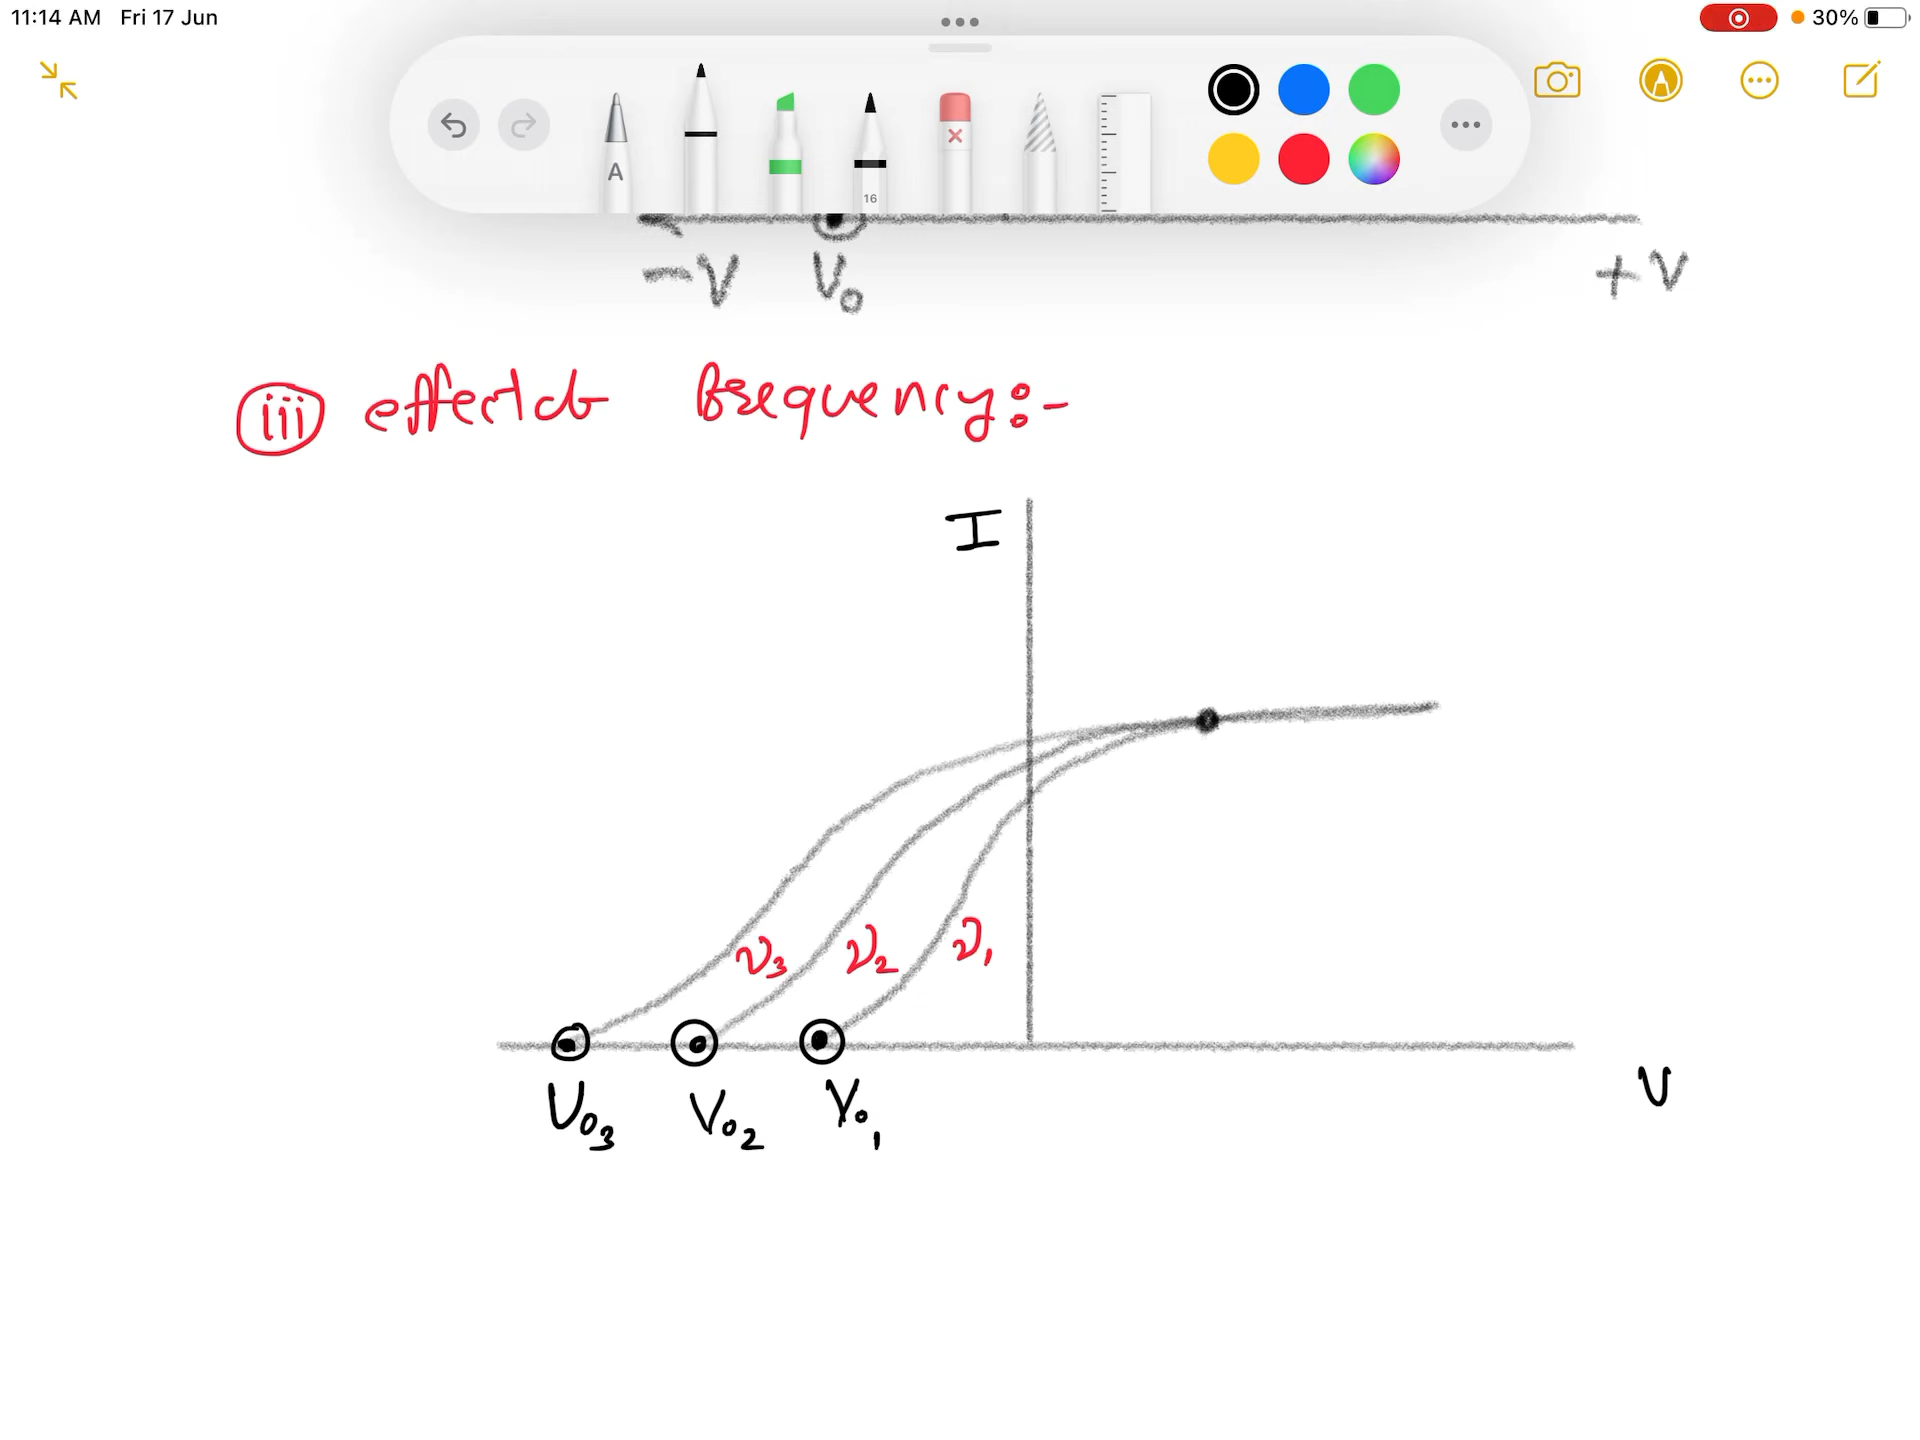 11:14 AM Fri 17 Jun
30%
A
16
-V V₀ +V
iii effect of frequency:-
I
ν₃ ν₂ ν₁
V₀₃ V₀₂ V₀₁ V